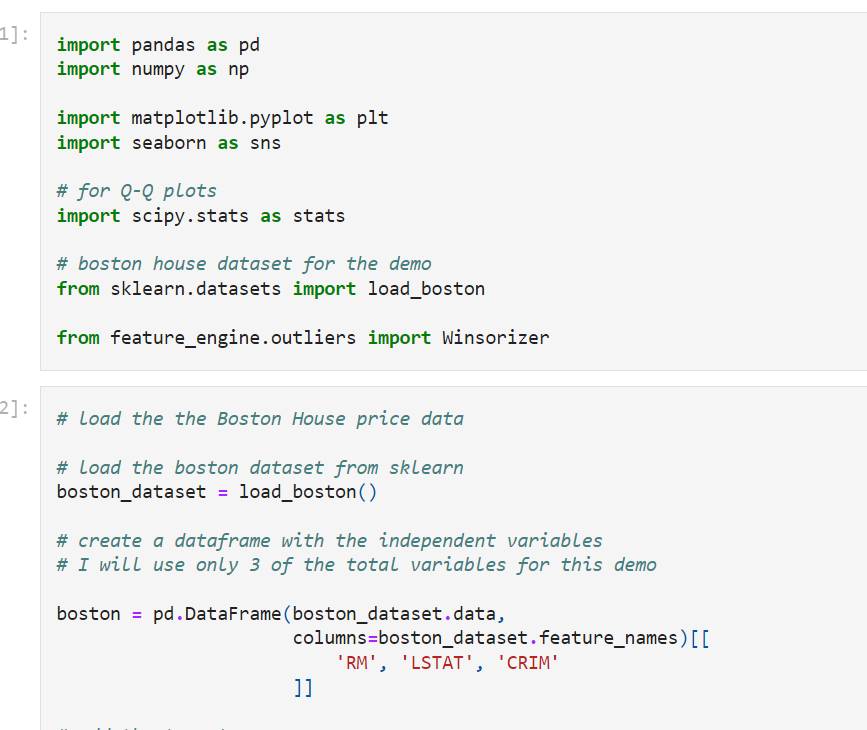 1]:
import pandas as pd
import numpy as np
import matplotlib.pyplot as plt
import seaborn as sns
# for Q-Q plots
import scipy.stats as stats
# boston house dataset for the demo
from sklearn.datasets import load_boston
from feature_engine.outliers import Winsorizer
2]:
# load the the Boston House price data
# load the boston dataset from sklearn
boston_dataset = load_boston()
# create a dataframe with the independent variables
# I will use only 3 of the total variables for this demo
boston = pd.DataFrame(boston_dataset.data,
columns=boston_dataset.feature_names)[[
'RM', 'LSTAT', 'CRIM'
]]